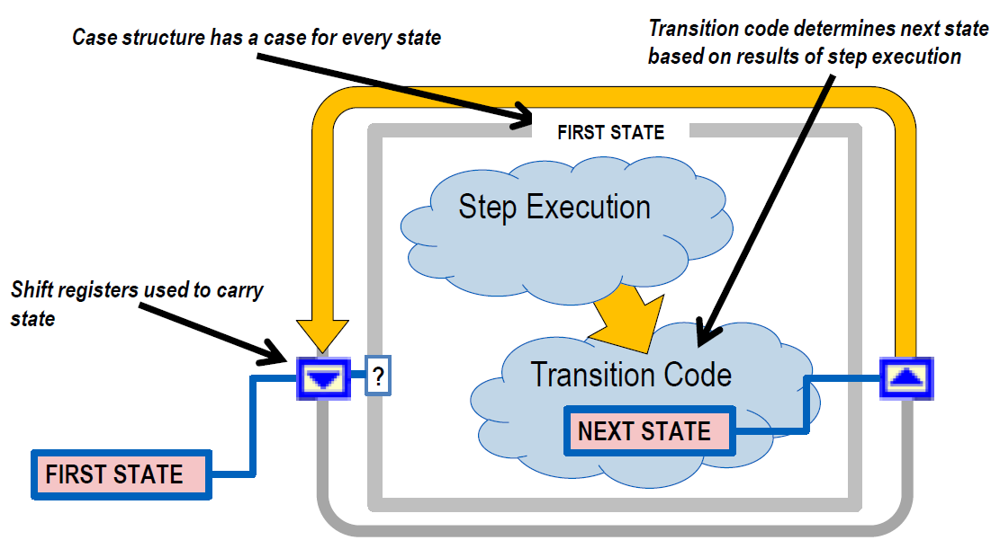 Case structure has a case for every state
Transition code determines next state
based on results of step execution
FIRST STATE
Step Execution
Shift registers used to carry
state
?
Transition Code
NEXT STATE
FIRST STATE